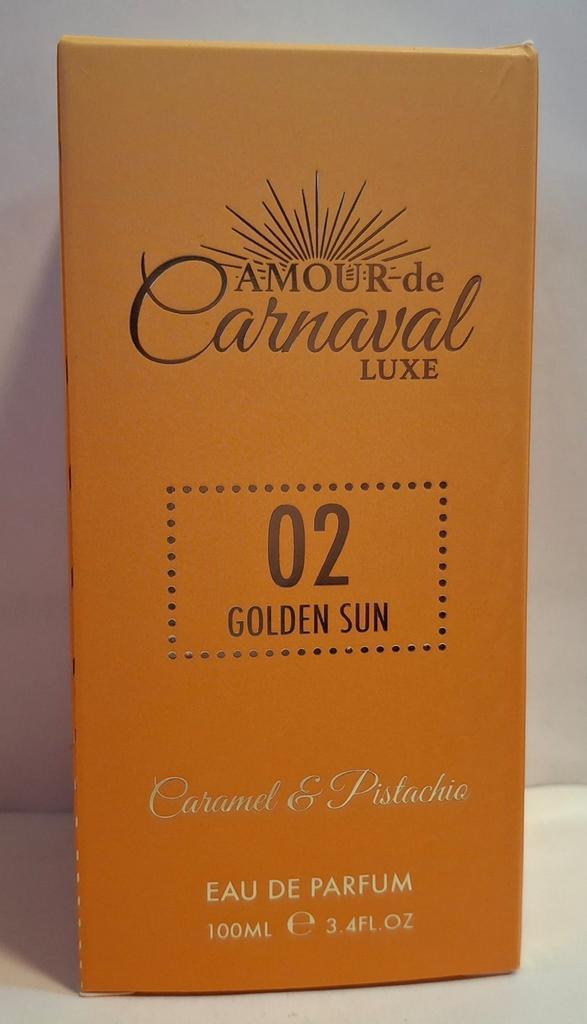 AMOUR de
Carnaval
LUXE
02
GOLDEN SUN
Caramel & Pistachio
EAU DE PARFUM
100ML e 3.4FL.OZ